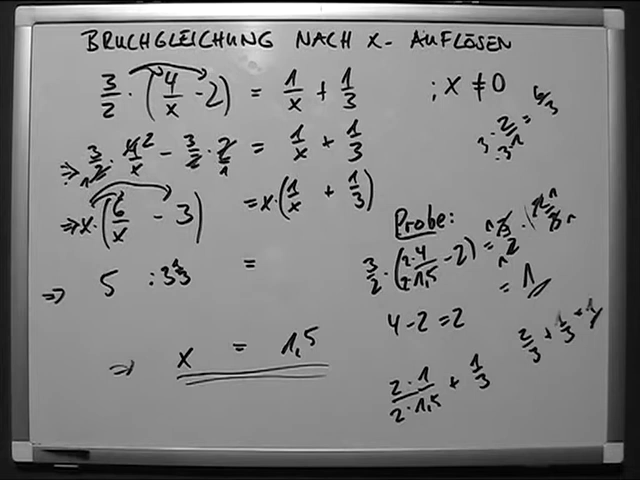 BRUCHGLEICHUNG NACH X- AUFLÖSEN
3/2 · (4/x - 2) = 1/x + 1/3 ; x ≠ 0
⇒ 3/2 · 4/x - 3/2 · 2/1 = 1/x + 1/3
3 · 2/3 = 6/3
⇒ x · (6/x - 3) = x · (1/x + 1/3)
⇒ 5 : 3 1/3 =
⇒ x = 1,5
Probe:
3/2 · (2·4/2·1,5 - 2) =
= 1
4 - 2 = 2
2·1/2·1,5 + 1/3
2/3 + 1/3 = 1